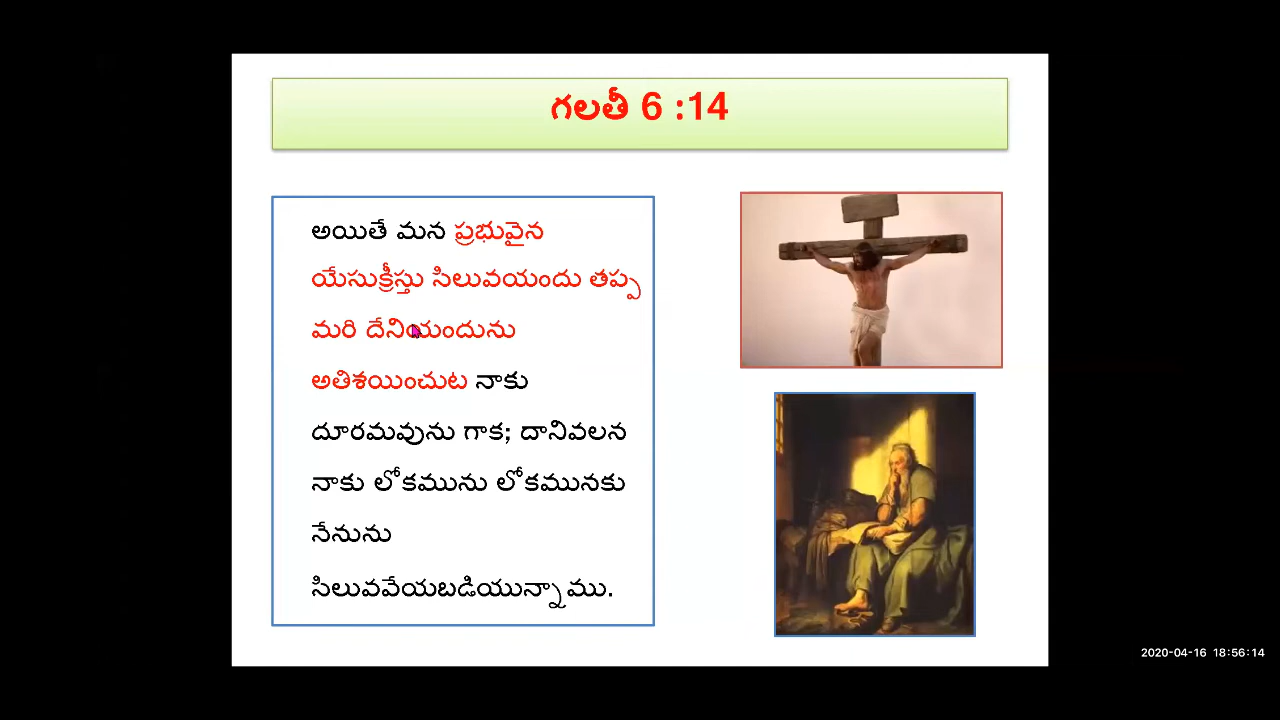 గలతీ 6 :14
అయితే మన ప్రభువైన
యేసుక్రీస్తు సిలువయందు తప్ప
మరి దేనియందును
అతిశయించుట నాకు
దూరమవును గాక; దానివలన
నాకు లోకమును లోకమునకు
నేనును
సిలువవేయబడియున్నాము.
2020-04-16 18:56:14